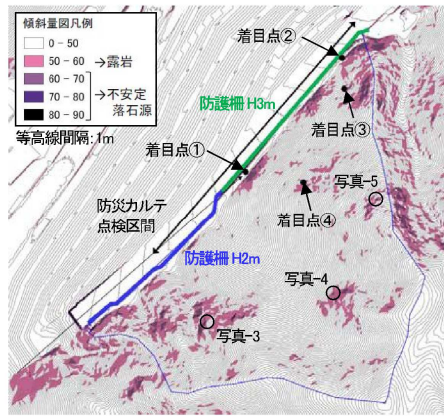 傾斜量図凡例
0 - 50
50 - 60 →露岩
60 - 70
70 - 80
→不安定
落石源
80 - 90
等高線間隔:1m
着目点②
防護柵 H3m
着目点①
着目点③
写真-5
防災カルテ
点検区間
着目点④
防護柵 H2m
写真-4
写真-3